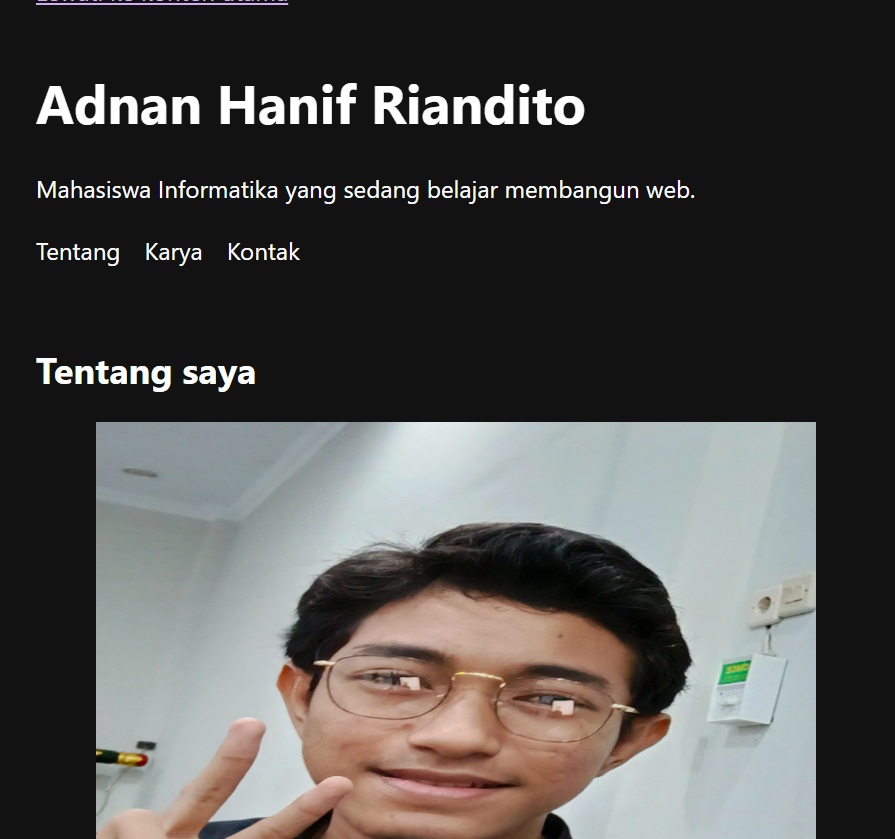 Adnan Hanif Riandito
Mahasiswa Informatika yang sedang belajar membangun web.
Tentang Karya Kontak
Tentang saya